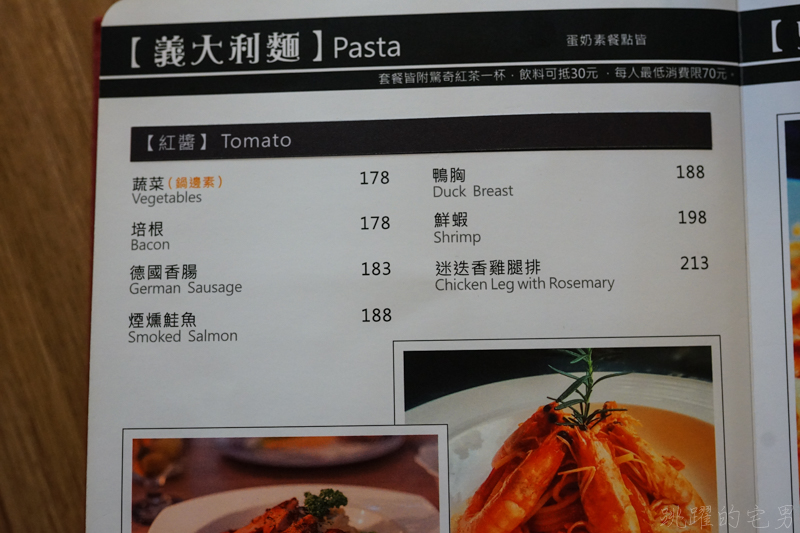 【義大利麵】Pasta
蛋奶素餐點皆
套餐皆附驚奇紅茶一杯．飲料可抵30元．每人最低消費限70元．
【紅醬】Tomato
蔬菜(鍋邊素) 178
Vegetables
培根 178
Bacon
德國香腸 183
German Sausage
煙燻鮭魚 188
Smoked Salmon
鴨胸 188
Duck Breast
鮮蝦 198
Shrimp
迷迭香雞腿排 213
Chicken Leg with Rosemary
跳躍的宅男